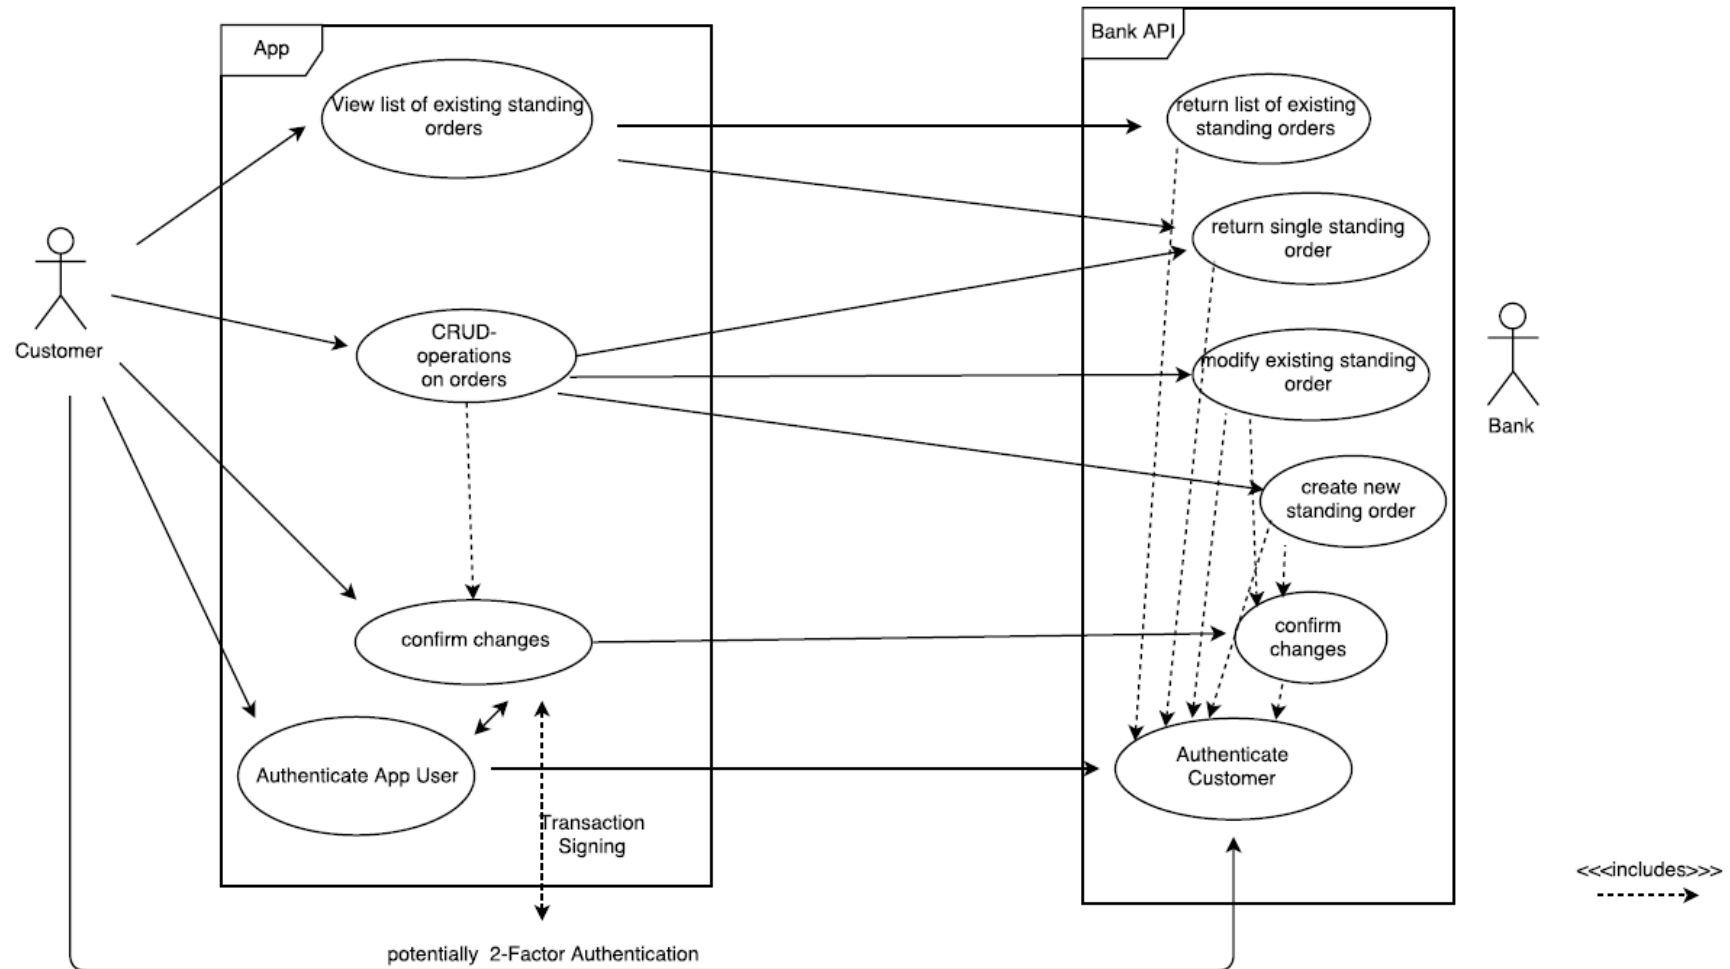 App
View list of existing standing
orders
CRUD-
operations
on orders
confirm changes
Authenticate App User
Transaction
Signing
potentially 2-Factor Authentication
Customer
Bank API
return list of existing
standing orders
return single standing
order
modify existing standing
order
create new
standing order
confirm
changes
Authenticate
Customer
Bank
<<<includes>>>